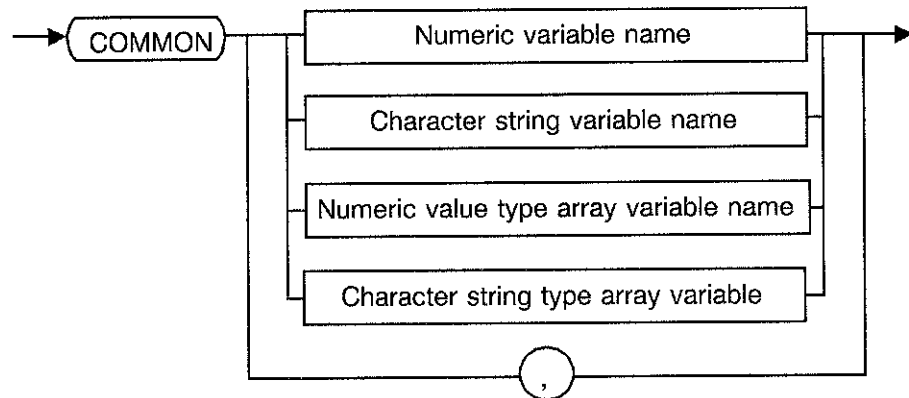 COMMON
Numeric variable name
Character string variable name
Numeric value type array variable name
Character string type array variable
,